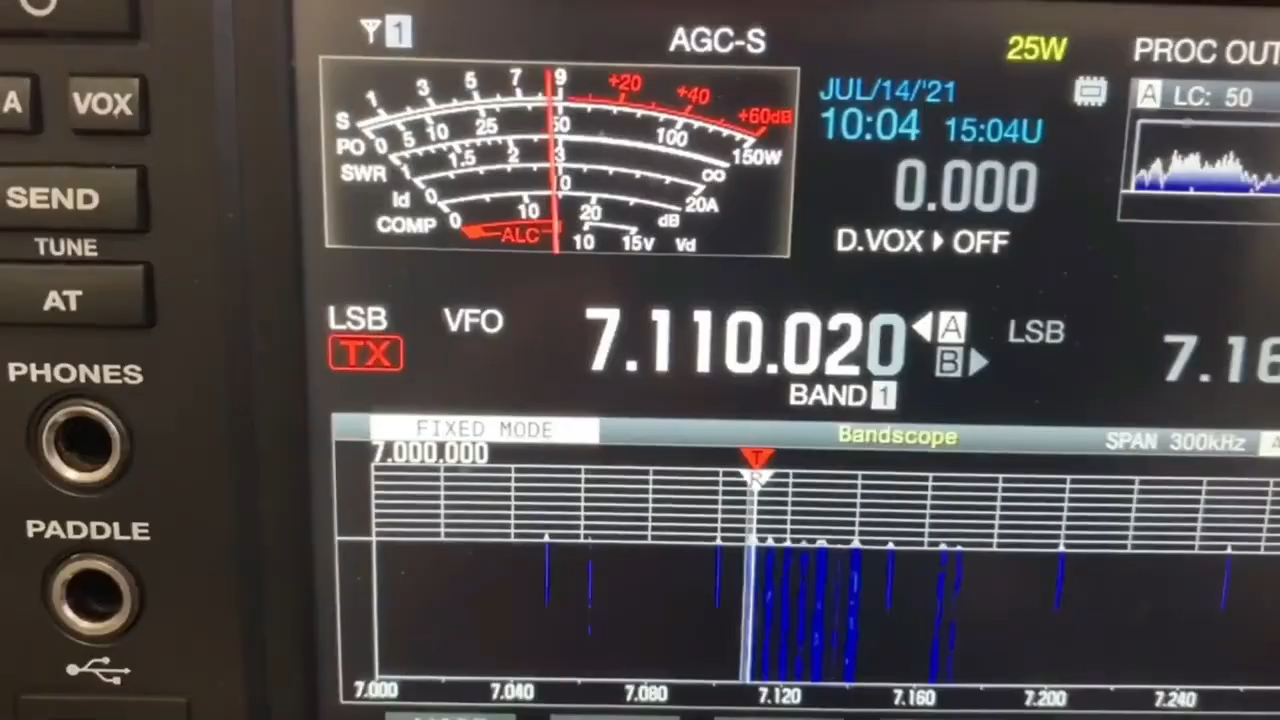 1 AGC-S 25W PROC OUT
A VOX
SEND
TUNE
AT
PHONES
PADDLE
S 1 3 5 7 9 +20 +40 +60dB
PO 0 5 10 25 50 100 150W
SWR 1 1.5 2 3 ∞
Id 0 10 20A
COMP 0 10 20 dB
ALC 10 15V Vd
JUL/14/'21
10:04 15:04U
0.000
D.VOX OFF
A LC: 50
LSB VFO 7.110.020 A LSB 7.16
TX B
BAND 1
FIXED MODE Bandscope SPAN 300kHz
7.000.000
T
R
7.000 7.040 7.080 7.120 7.160 7.200 7.240